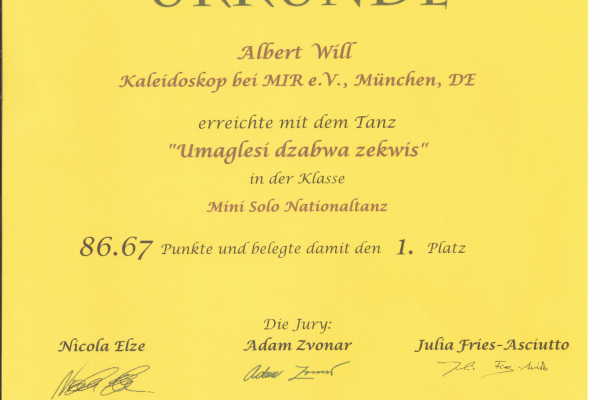 URKUNDE
Albert Will
Kaleidoskop bei MIR e.V., München, DE
erreichte mit dem Tanz
"Umaglesi dzabwa zekwis"
in der Klasse
Mini Solo Nationaltanz
86.67 Punkte und belegte damit den 1. Platz
Die Jury:
Nicola Elze Adam Zvonar Julia Fries-Asciutto